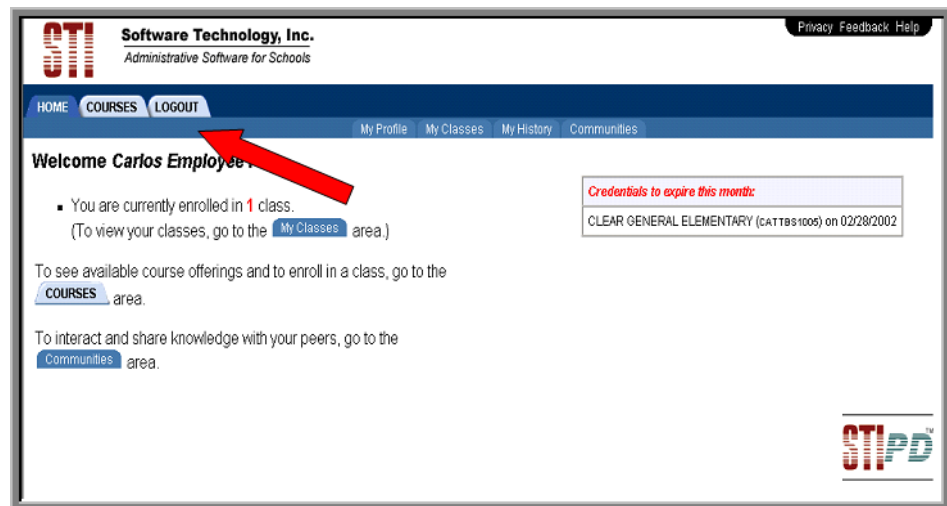 STI
Software Technology, Inc.
Administrative Software for Schools
Privacy Feedback Help
HOME COURSES LOGOUT
My Profile My Classes My History Communities
Welcome Carlos Employee
Credentials to expire this month:
CLEAR GENERAL ELEMENTARY (CATTBS1005) on 02/28/2002
▪ You are currently enrolled in 1 class.
(To view your classes, go to the My Classes area.)
To see available course offerings and to enroll in a class, go to the
COURSES area.
To interact and share knowledge with your peers, go to the
Communities area.
STIPD™